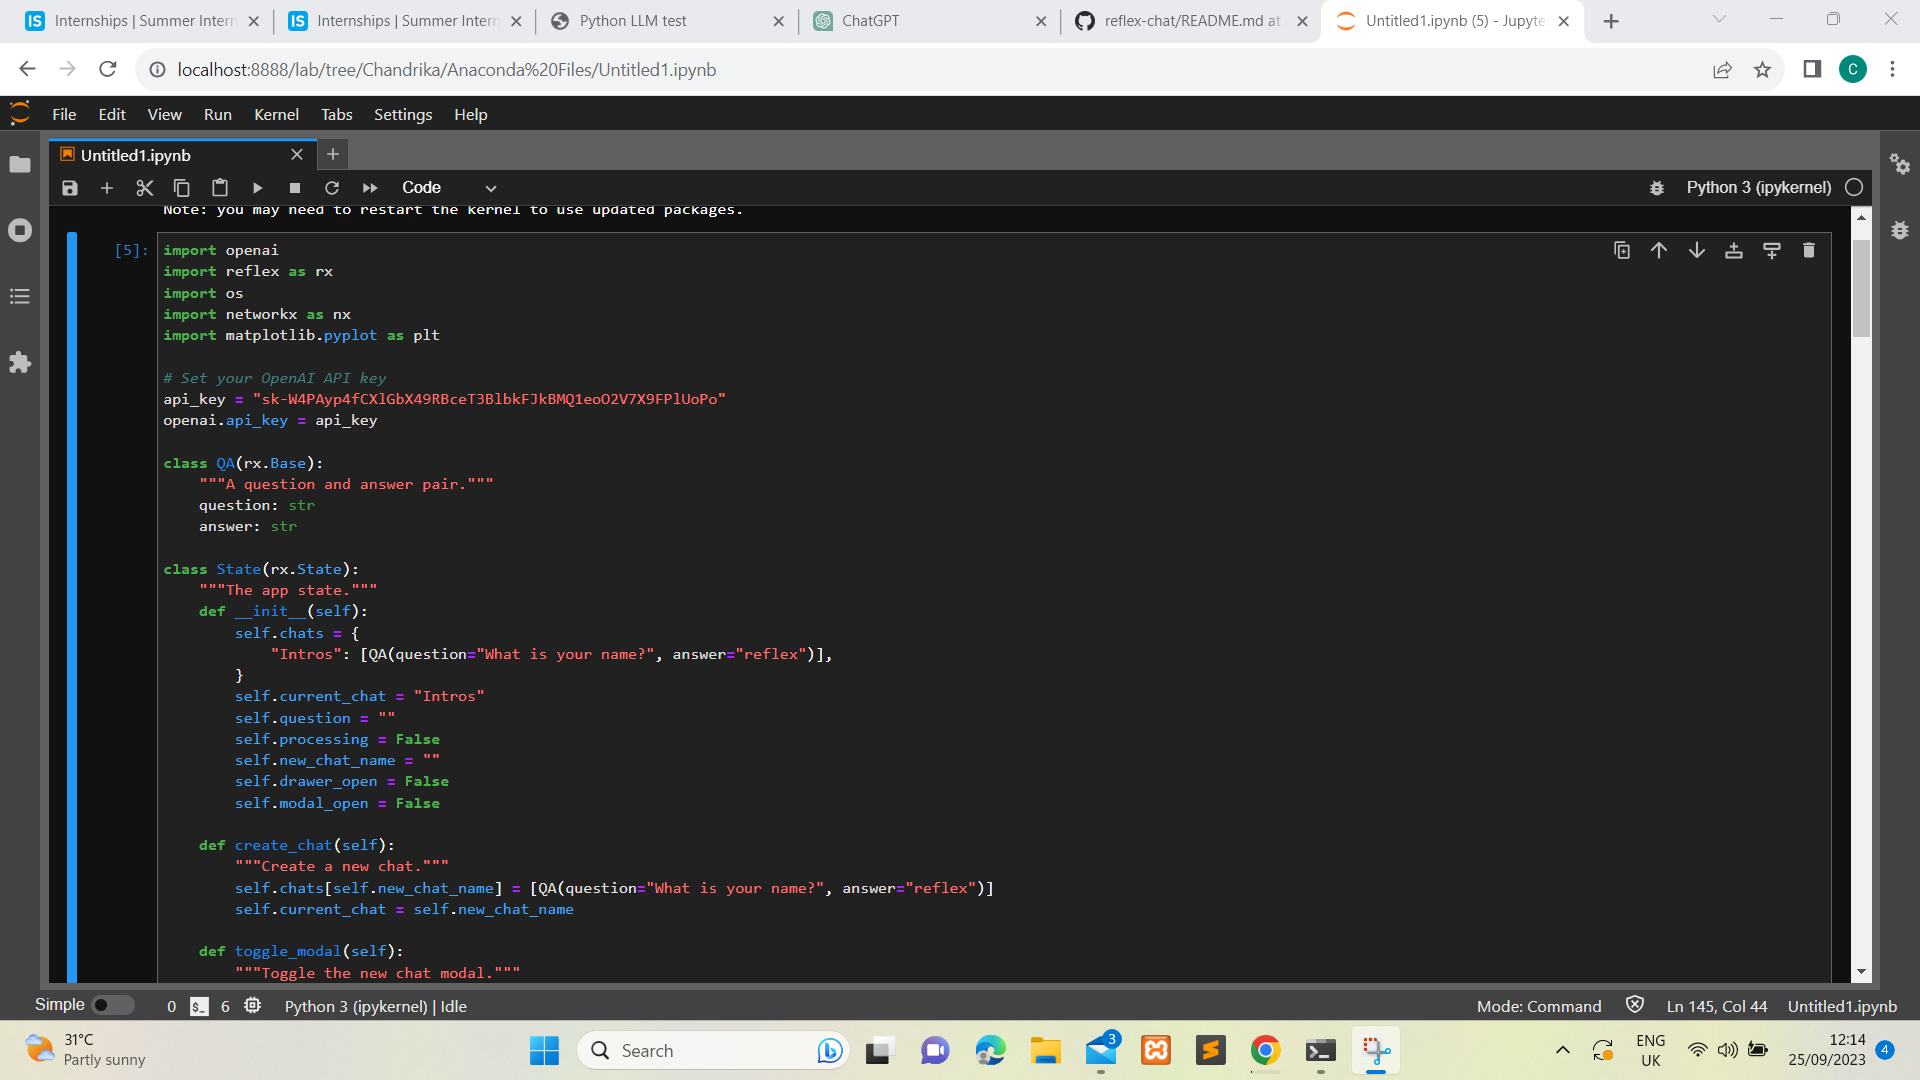 Internships | Summer Intern
Internships | Summer Intern
Python LLM test
ChatGPT
reflex-chat/README.md at
Untitled1.ipynb (5) - Jupyte
localhost:8888/lab/tree/Chandrika/Anaconda%20Files/Untitled1.ipynb
C
File Edit View Run Kernel Tabs Settings Help
Untitled1.ipynb
Code
Python 3 (ipykernel)
Note: you may need to restart the kernel to use updated packages.
[5]:
import openai
import reflex as rx
import os
import networkx as nx
import matplotlib.pyplot as plt
# Set your OpenAI API key
api_key = "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"
openai.api_key = api_key
class QA(rx.Base):
"""A question and answer pair."""
question: str
answer: str
class State(rx.State):
"""The app state."""
def __init__(self):
self.chats = {
"Intros": [QA(question="What is your name?", answer="reflex")],
}
self.current_chat = "Intros"
self.question = ""
self.processing = False
self.new_chat_name = ""
self.drawer_open = False
self.modal_open = False
def create_chat(self):
"""Create a new chat."""
self.chats[self.new_chat_name] = [QA(question="What is your name?", answer="reflex")]
self.current_chat = self.new_chat_name
def toggle_modal(self):
"""Toggle the new chat modal."""
Simple 0 $_ 6 Python 3 (ipykernel) | Idle
Mode: Command Ln 145, Col 44 Untitled1.ipynb
31°C
Partly sunny
Search
3
ENG
UK
12:14
25/09/2023
4